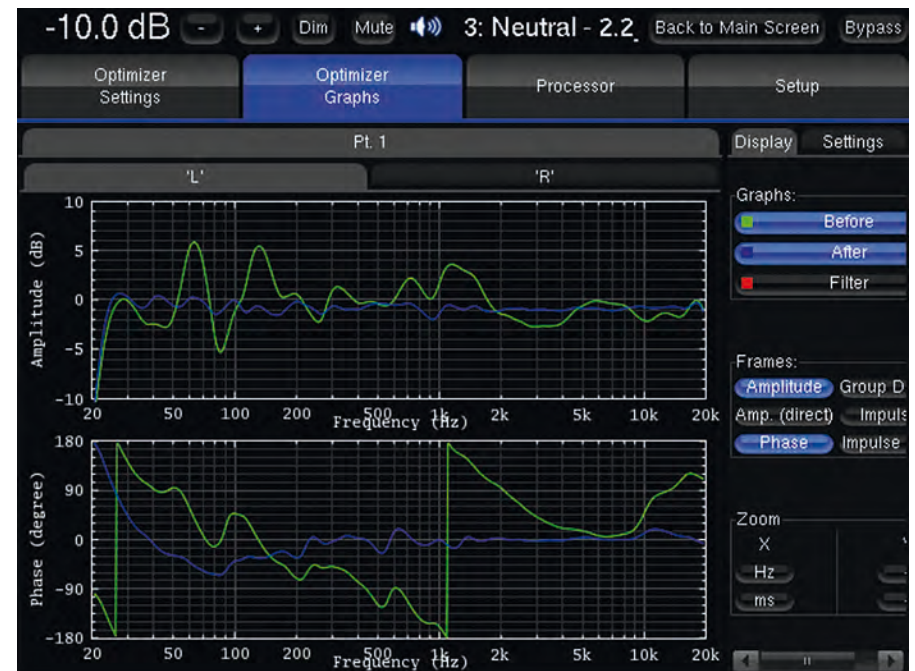 -10.0 dB - + Dim Mute 3: Neutral - 2.2 Back to Main Screen Bypass
Optimizer Settings
Optimizer Graphs
Processor
Setup
Pt. 1
Display Settings
'L' 'R'
Graphs:
Before
After
Filter
Amplitude (dB)
10
5
0
-5
-10
20 50 100 200 500 1k 2k 5k 10k 20k
Frequency (Hz)
Frames:
Amplitude Group D
Amp. (direct) Impuls
Phase Impulse
Phase (degree)
180
90
0
-90
-180
20 50 100 200 2k 5k 10k 20k
Frequency (Hz)
Zoom
X
Hz
ms